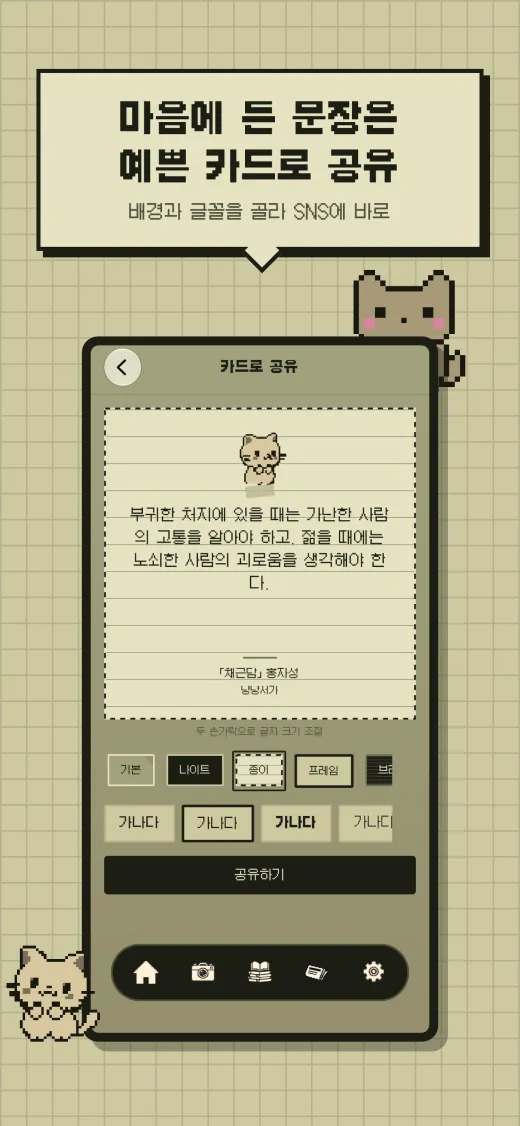 마음에 든 문장은
예쁜 카드로 공유
배경과 글꼴을 골라 SNS에 바로
카드로 공유
부귀한 처지에 있을 때는 가난한 사람
의 고통을 알아야 하고, 젊을 때에는
노쇠한 사람의 괴로움을 생각해야 한
다.
「채근담」 홍자성
냥냥서가
두 손가락으로 글자 크기 조절
기본 나이트 종이 프레임
가나다 가나다 가나다 가나다
공유하기